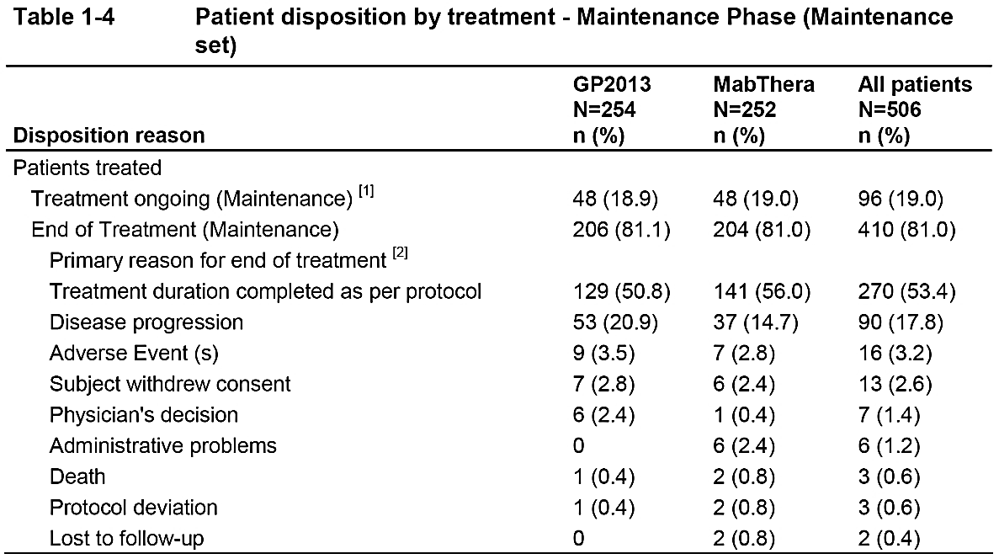 Table 1-4 Patient disposition by treatment - Maintenance Phase (Maintenance
set)
GP2013 MabThera All patients
N=254 N=252 N=506
Disposition reason n (%) n (%) n (%)
Patients treated
Treatment ongoing (Maintenance) [1] 48 (18.9) 48 (19.0) 96 (19.0)
End of Treatment (Maintenance) 206 (81.1) 204 (81.0) 410 (81.0)
Primary reason for end of treatment [2]
Treatment duration completed as per protocol 129 (50.8) 141 (56.0) 270 (53.4)
Disease progression 53 (20.9) 37 (14.7) 90 (17.8)
Adverse Event (s) 9 (3.5) 7 (2.8) 16 (3.2)
Subject withdrew consent 7 (2.8) 6 (2.4) 13 (2.6)
Physician's decision 6 (2.4) 1 (0.4) 7 (1.4)
Administrative problems 0 6 (2.4) 6 (1.2)
Death 1 (0.4) 2 (0.8) 3 (0.6)
Protocol deviation 1 (0.4) 2 (0.8) 3 (0.6)
Lost to follow-up 0 2 (0.8) 2 (0.4)